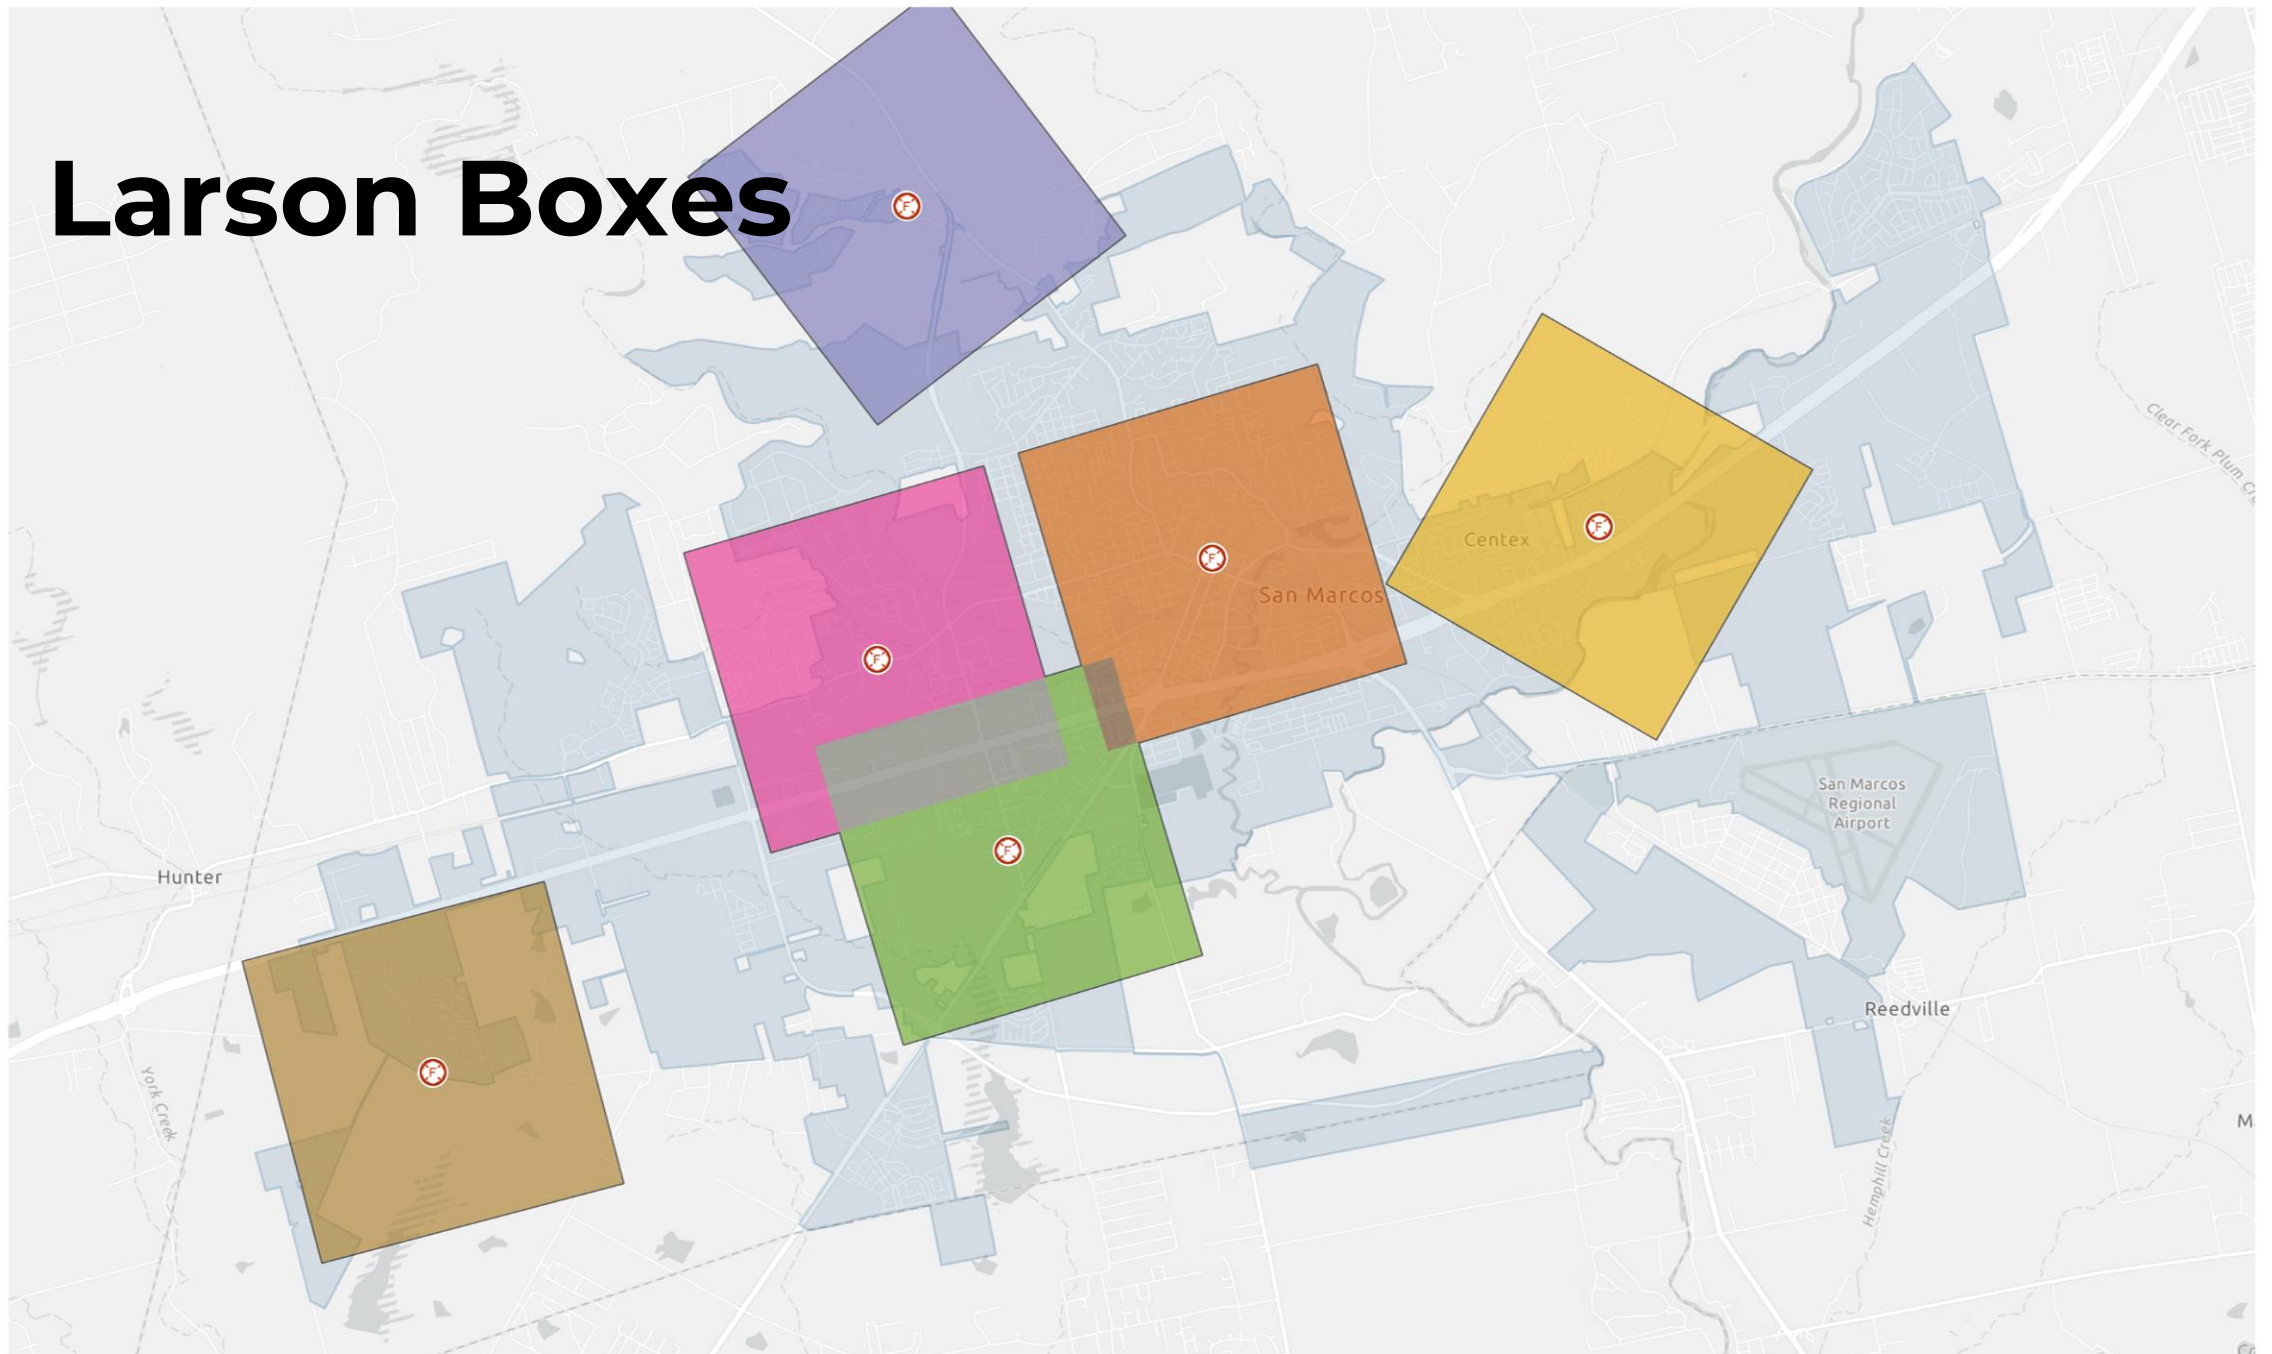 Larson Boxes
F
Clear Fork Plum Cr
F
Centex
F
San Marcos
F
F
San Marcos
Regional
Airport
F
Hunter
Reedville
F
York Creek
Hemphill Creek
M